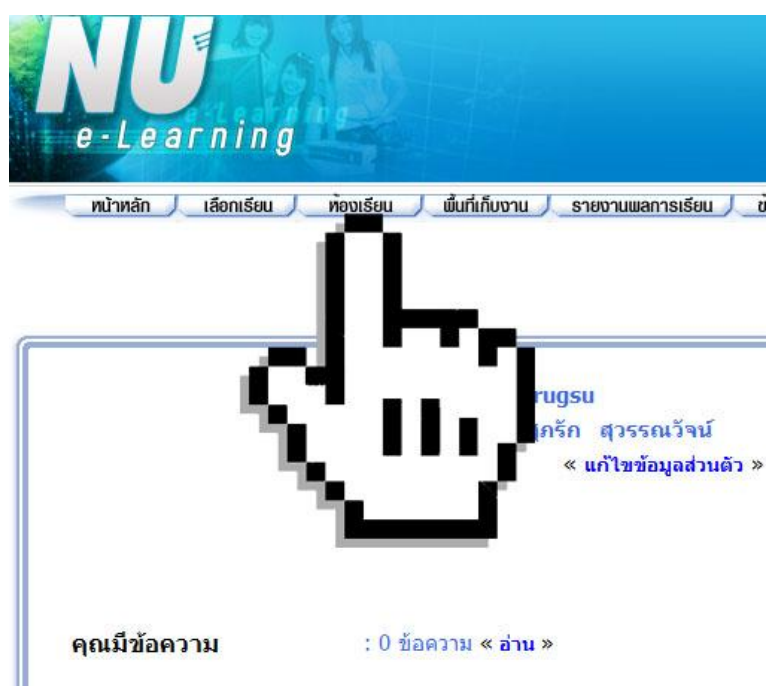 NU
e-Learning
หน้าหลัก เลือกเรียน ห้องเรียน พื้นที่เก็บงาน รายงานผลการเรียน
rugsu
สุวรรณวัจน์
« แก้ไขข้อมูลส่วนตัว »
คุณมีข้อความ : 0 ข้อความ « อ่าน »